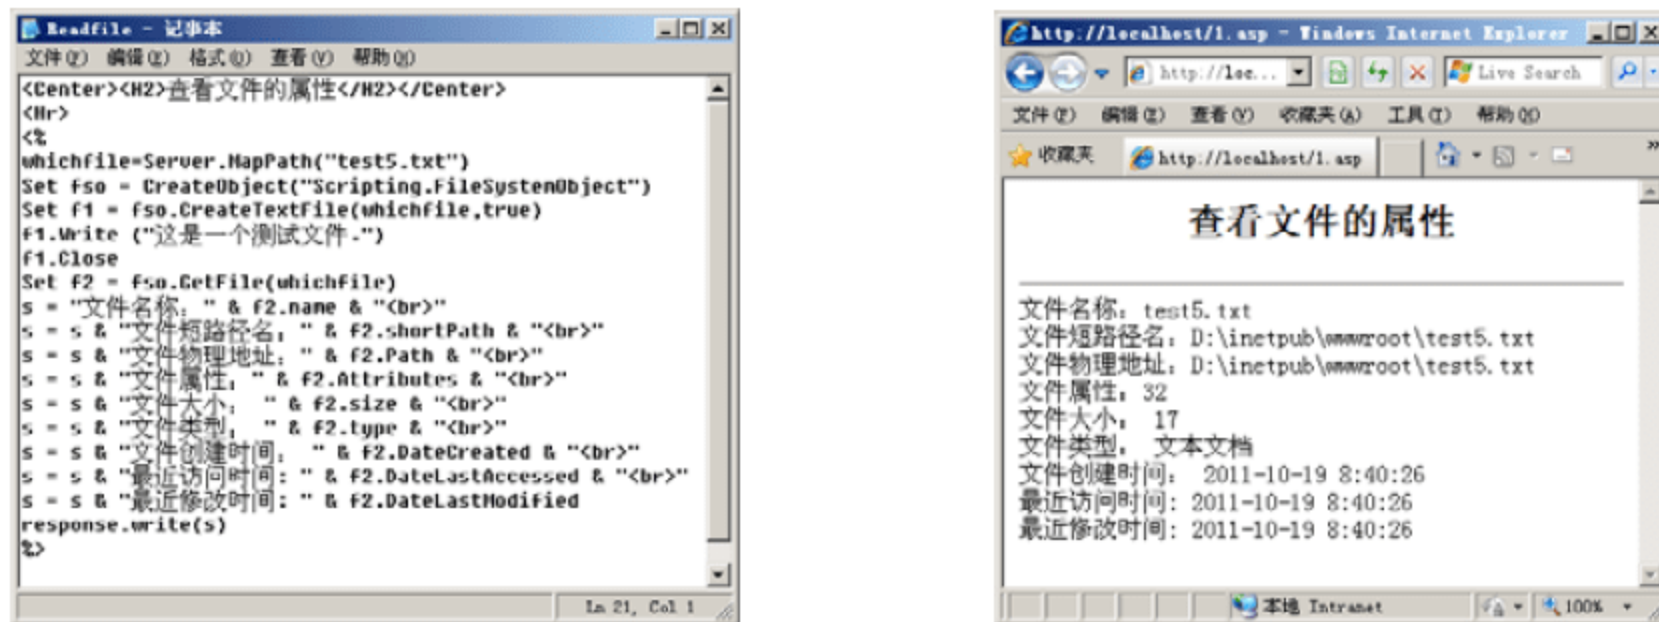 Readfile - 记事本
文件(F) 编辑(E) 格式(O) 查看(V) 帮助(H)
<Center><H2>查看文件的属性</H2></Center>
<Hr>
<%
whichfile=Server.MapPath("test5.txt")
Set fso = CreateObject("Scripting.FileSystemObject")
Set f1 = fso.CreateTextFile(whichfile,true)
f1.Write ("这是一个测试文件.")
f1.Close
Set f2 = fso.GetFile(whichfile)
s = "文件名称：" & f2.name & "<br>"
s = s & "文件短路径名：" & f2.shortPath & "<br>"
s = s & "文件物理地址：" & f2.Path & "<br>"
s = s & "文件属性：" & f2.Attributes & "<br>"
s = s & "文件大小： " & f2.size & "<br>"
s = s & "文件类型： " & f2.type & "<br>"
s = s & "文件创建时间： " & f2.DateCreated & "<br>"
s = s & "最近访问时间: " & f2.DateLastAccessed & "<br>"
s = s & "最近修改时间: " & f2.DateLastModified
response.write(s)
%>
Ln 21, Col 1
http://localhost/1.asp - Windows Internet Explorer
http://loc... Live Search
文件(F) 编辑(E) 查看(V) 收藏夹(A) 工具(T) 帮助(H)
收藏夹 http://localhost/1.asp
查看文件的属性
文件名称：test5.txt
文件短路径名：D:\inetpub\wwwroot\test5.txt
文件物理地址：D:\inetpub\wwwroot\test5.txt
文件属性：32
文件大小： 17
文件类型： 文本文档
文件创建时间： 2011-10-19 8:40:26
最近访问时间: 2011-10-19 8:40:26
最近修改时间: 2011-10-19 8:40:26
本地 Intranet 100%